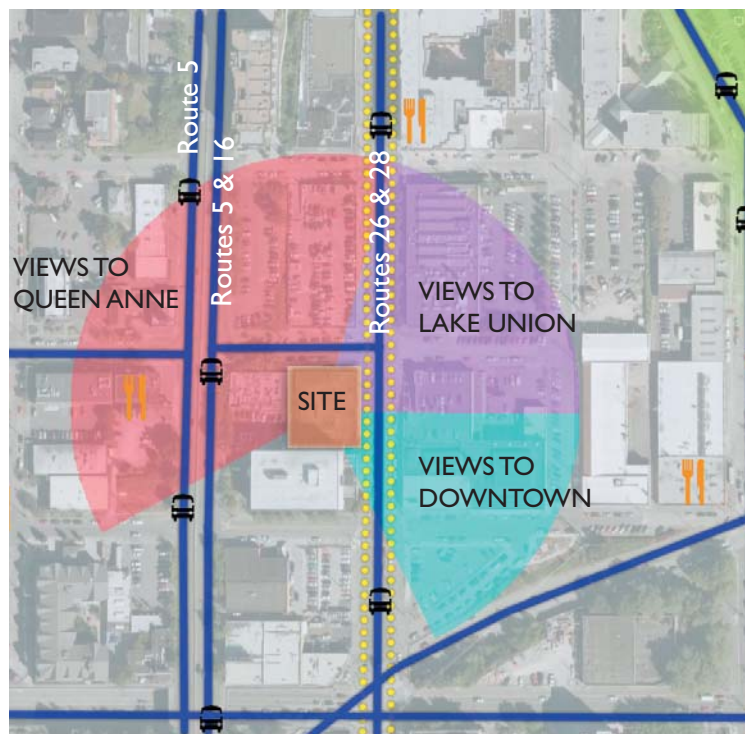 Route 5
Routes 5 & 16
Routes 26 & 28
VIEWS TO
QUEEN ANNE
VIEWS TO
LAKE UNION
SITE
VIEWS TO
DOWNTOWN